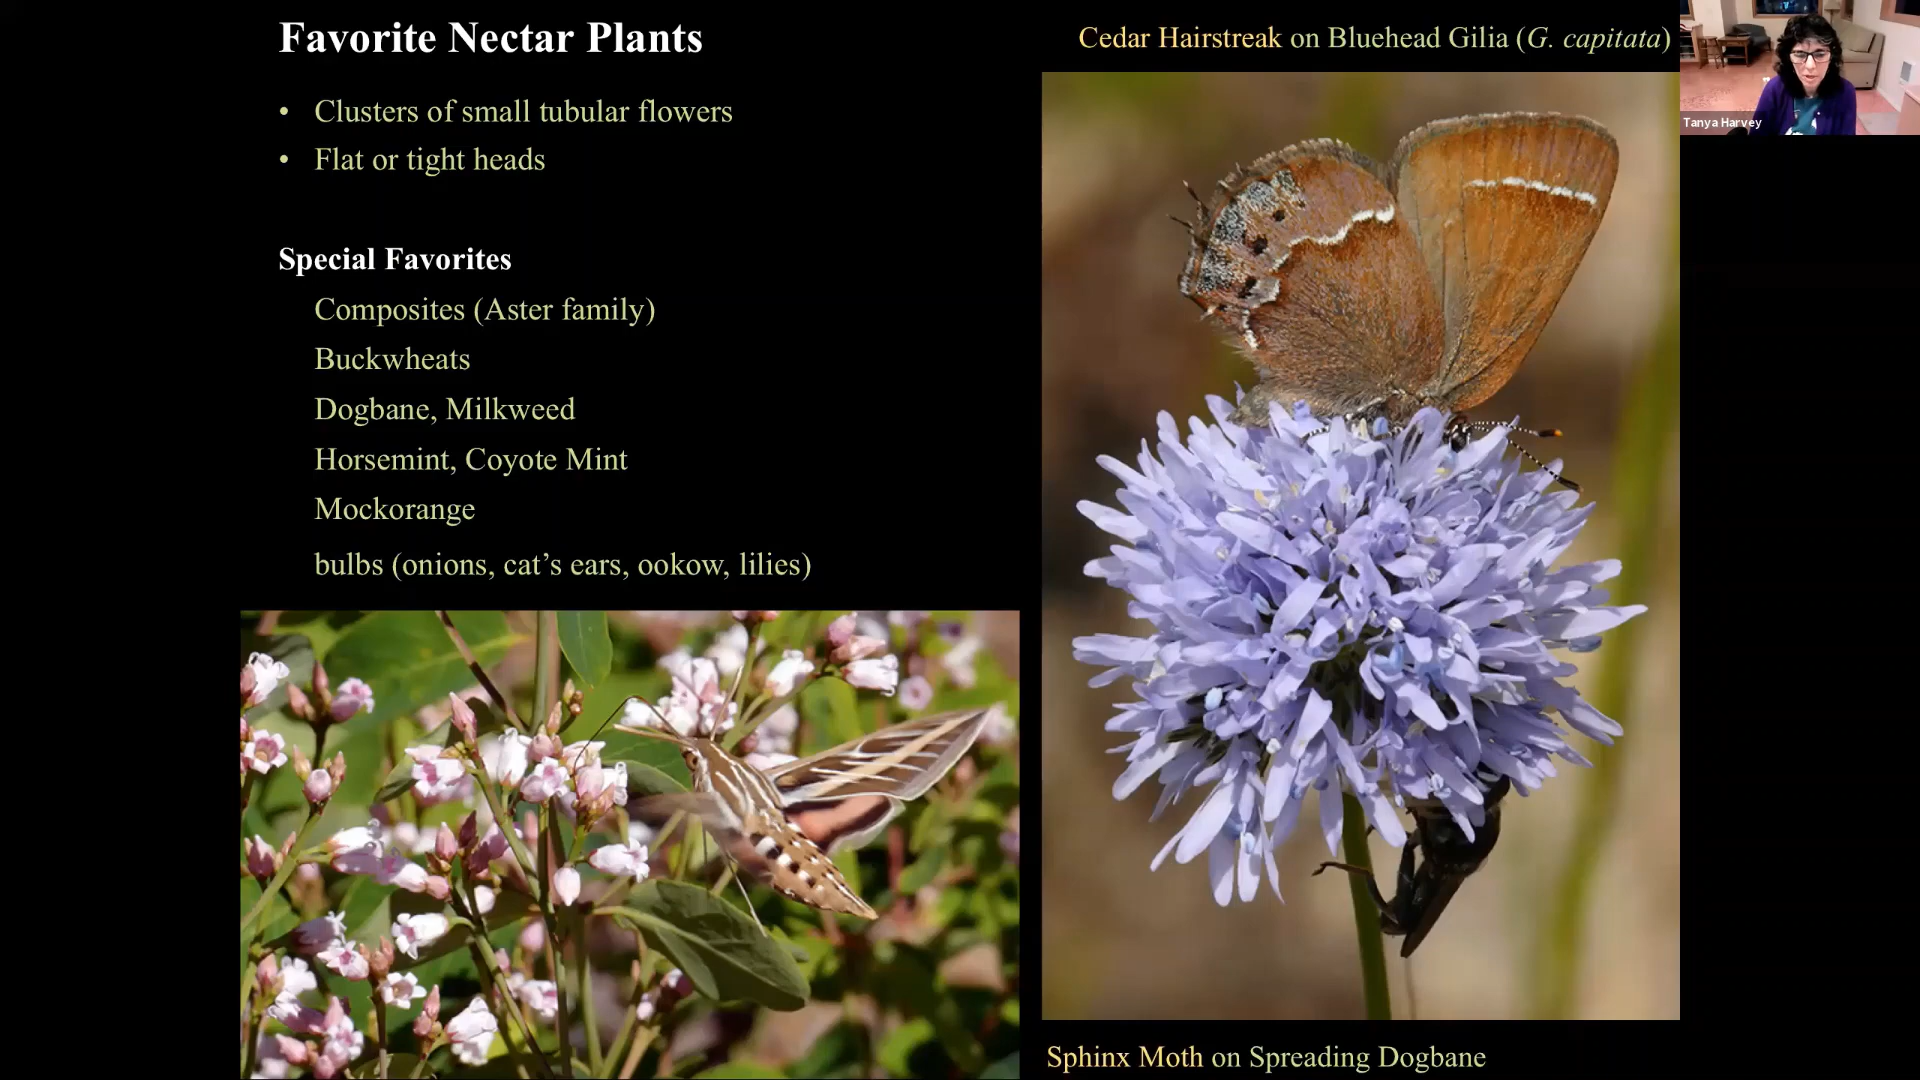 Favorite Nectar Plants
• Clusters of small tubular flowers
• Flat or tight heads
Special Favorites
Composites (Aster family)
Buckwheats
Dogbane, Milkweed
Horsemint, Coyote Mint
Mockorange
bulbs (onions, cat’s ears, ookow, lilies)
Cedar Hairstreak on Bluehead Gilia (G. capitata)
Tanya Harvey
Sphinx Moth on Spreading Dogbane